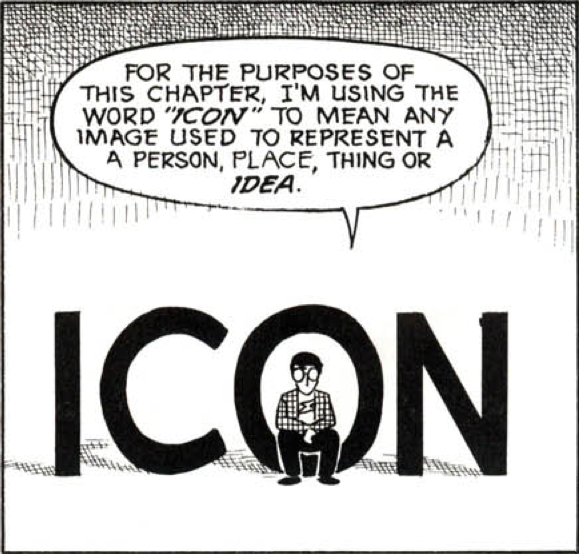 FOR THE PURPOSES OF
THIS CHAPTER, I'M USING THE
WORD "ICON" TO MEAN ANY
IMAGE USED TO REPRESENT A
A PERSON, PLACE, THING OR
IDEA.
ICON